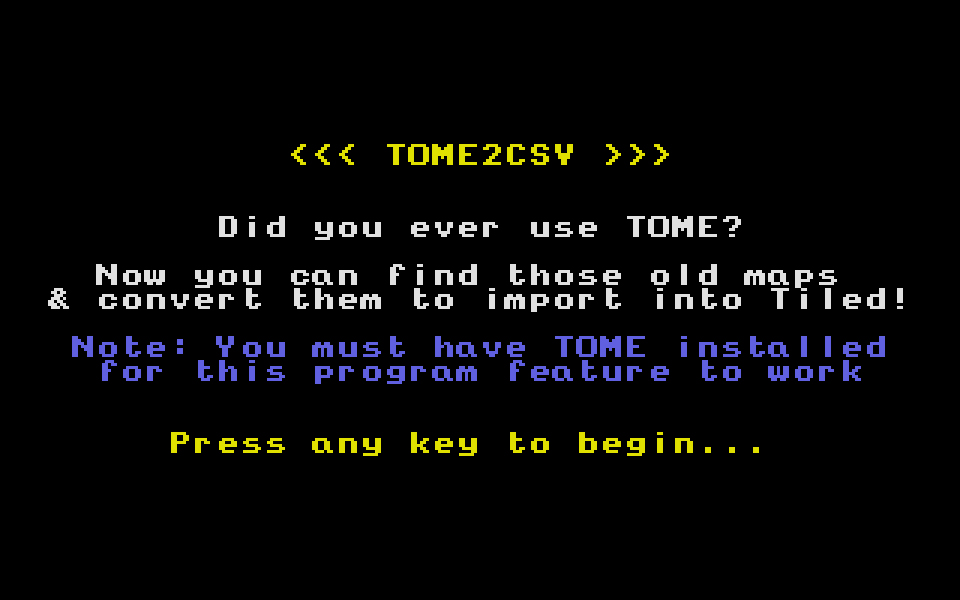 <<< TOME2CSV >>>
Did you ever use TOME?
Now you can find those old maps
& convert them to import into Tiled!
Note: You must have TOME installed
for this program feature to work
Press any key to begin...